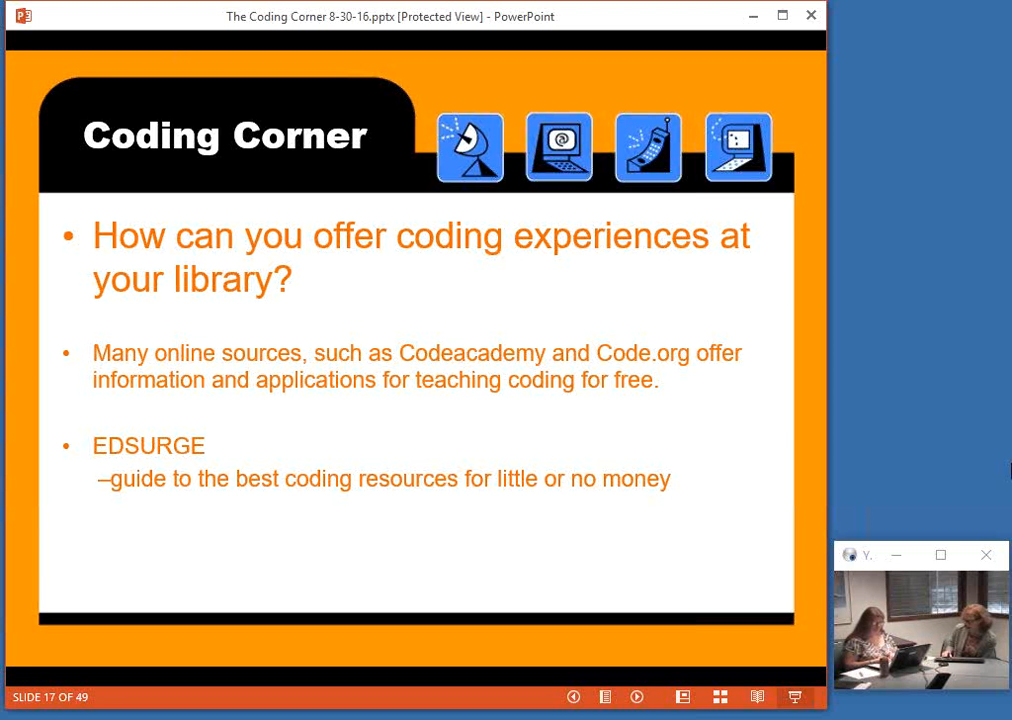 The Coding Corner 8-30-16.pptx [Protected View] - PowerPoint
Coding Corner
• How can you offer coding experiences at
your library?
• Many online sources, such as Codeacademy and Code.org offer
information and applications for teaching coding for free.
• EDSURGE
–guide to the best coding resources for little or no money
Y.
SLIDE 17 OF 49